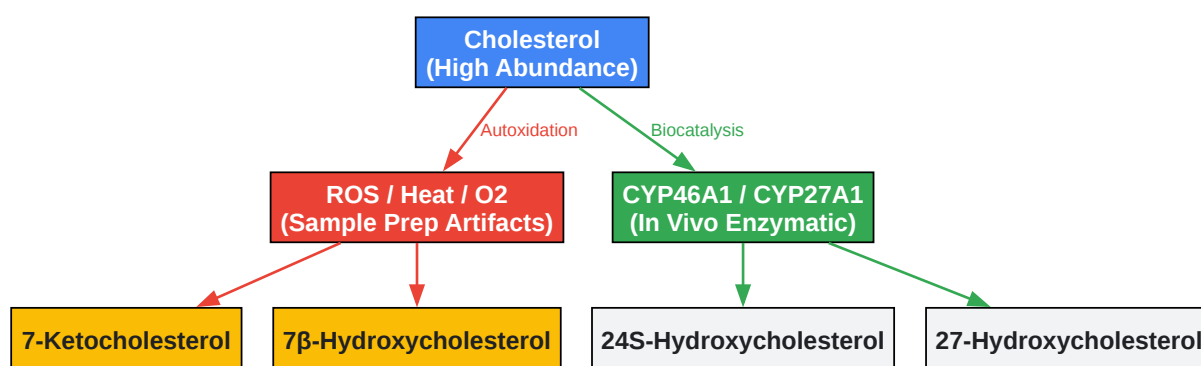 Cholesterol
(High Abundance)
Autoxidation
Biocatalysis
ROS / Heat / O2
(Sample Prep Artifacts)
CYP46A1 / CYP27A1
(In Vivo Enzymatic)
7-Ketocholesterol
7β-Hydroxycholesterol
24S-Hydroxycholesterol
27-Hydroxycholesterol